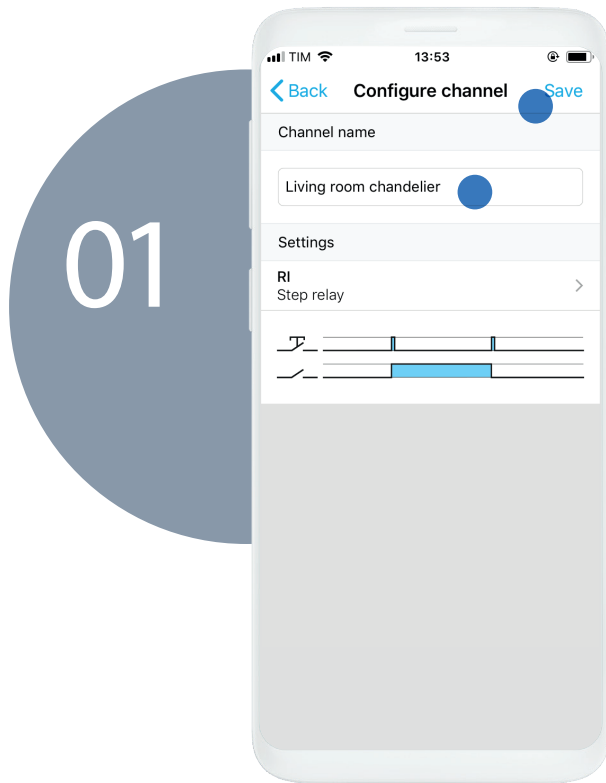 01
TIM 13:53
Back Configure channel Save
Channel name
Living room chandelier
Settings
RI
Step relay